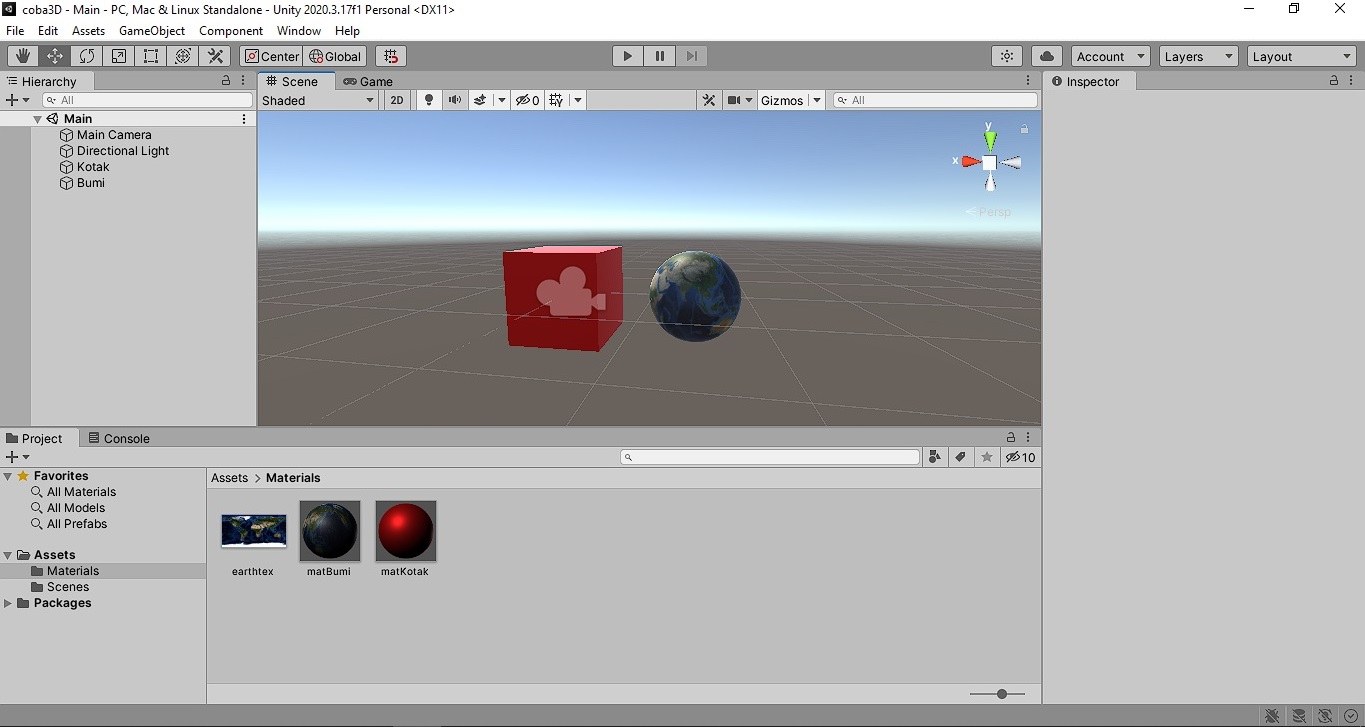 coba3D - Main - PC, Mac & Linux Standalone - Unity 2020.3.17f1 Personal <DX11>
File Edit Assets GameObject Component Window Help
Center Global Account Layers Layout
Hierarchy
All
Main
Main Camera
Directional Light
Kotak
Bumi
Scene Game
Shaded 2D 0 Gizmos All
y
x
Persp
Inspector
Project Console
10
Favorites
All Materials
All Models
All Prefabs
Assets
Materials
Scenes
Packages
Assets > Materials
earthtex matBumi matKotak